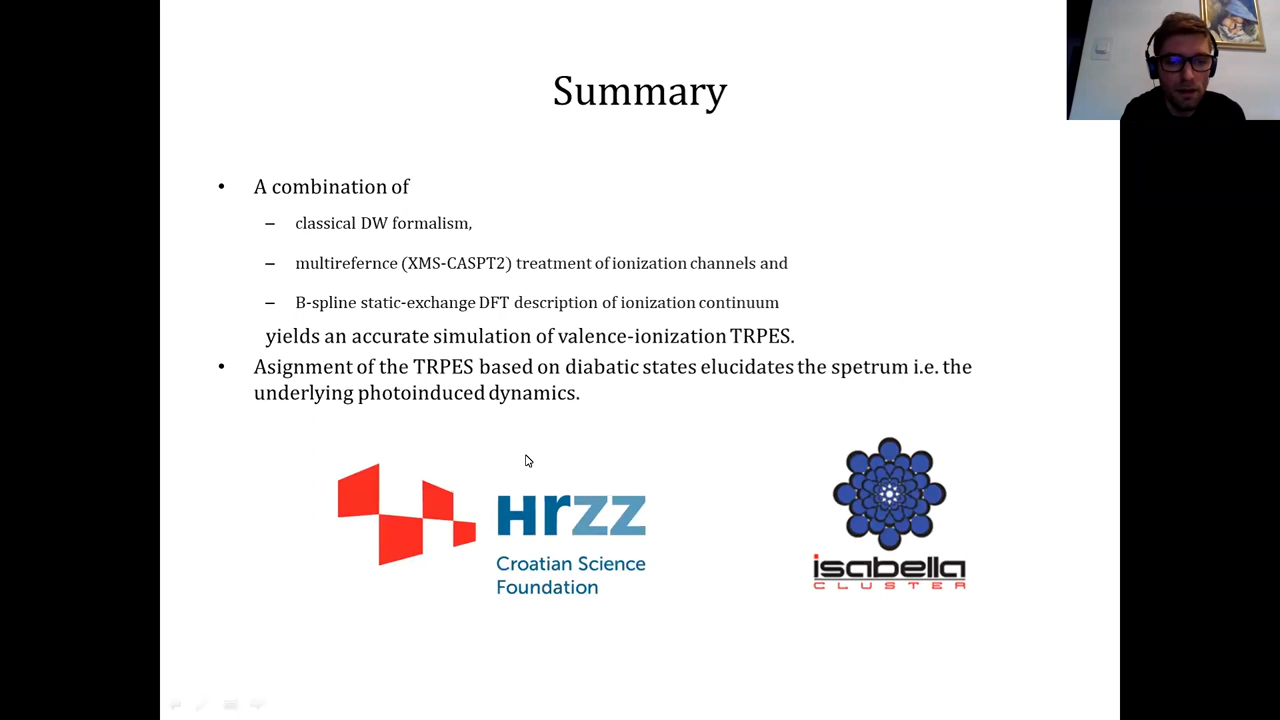 Summary
• A combination of
– classical DW formalism,
– multirefernce (XMS-CASPT2) treatment of ionization channels and
– B-spline static-exchange DFT description of ionization continuum
yields an accurate simulation of valence-ionization TRPES.
• Asignment of the TRPES based on diabatic states elucidates the spetrum i.e. the
underlying photoinduced dynamics.
Hrzz
Croatian Science
Foundation
isabella
CLUSTER